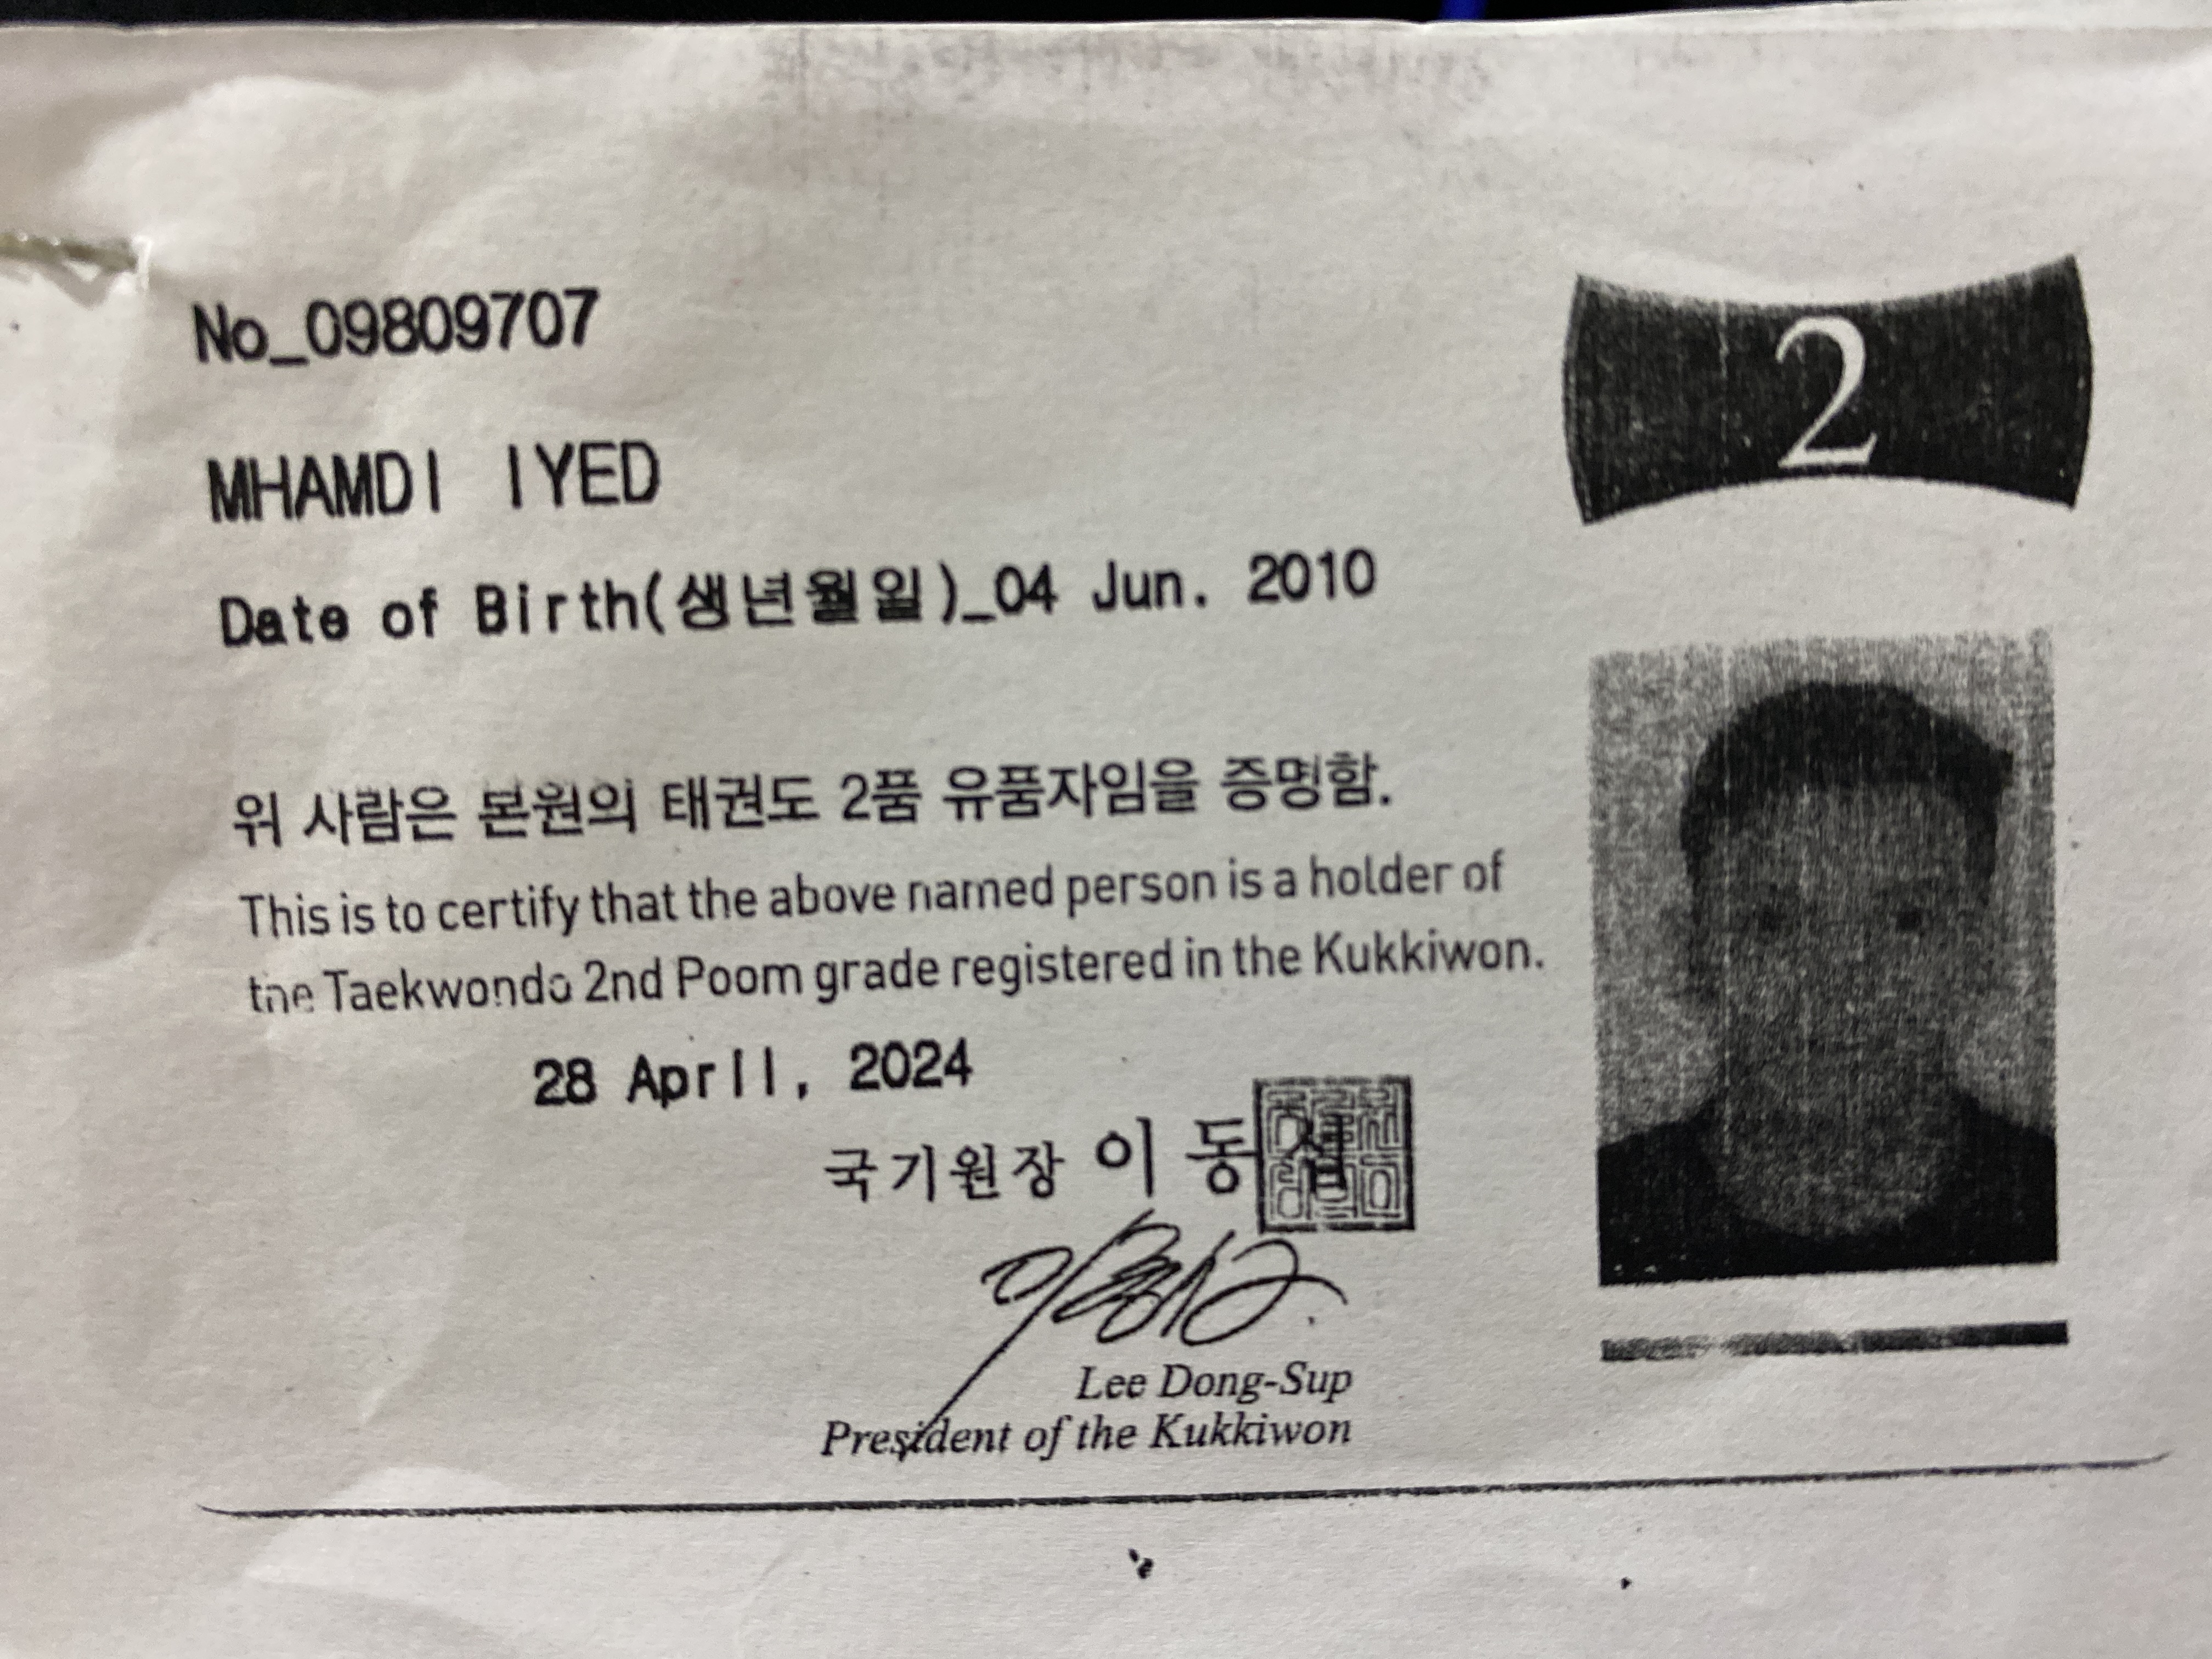 No_09809707
2
MHAMDI IYED
Date of Birth(생년월일)_04 Jun. 2010
위 사람은 본원의 태권도 2품 유품자임을 증명함.
This is to certify that the above named person is a holder of
the Taekwondo 2nd Poom grade registered in the Kukkiwon.
28 April, 2024
국기원장 이 동 섭
Lee Dong-Sup
President of the Kukkiwon